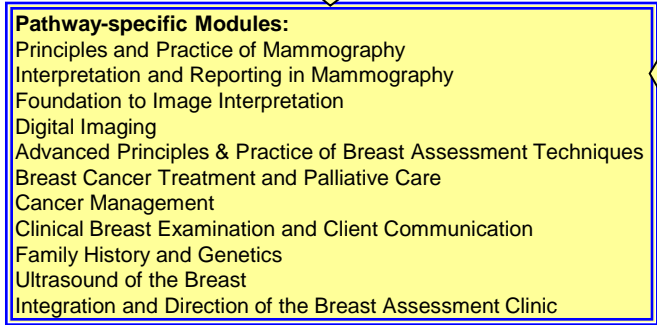 Pathway-specific Modules:
Principles and Practice of Mammography
Interpretation and Reporting in Mammography
Foundation to Image Interpretation
Digital Imaging
Advanced Principles & Practice of Breast Assessment Techniques
Breast Cancer Treatment and Palliative Care
Cancer Management
Clinical Breast Examination and Client Communication
Family History and Genetics
Ultrasound of the Breast
Integration and Direction of the Breast Assessment Clinic